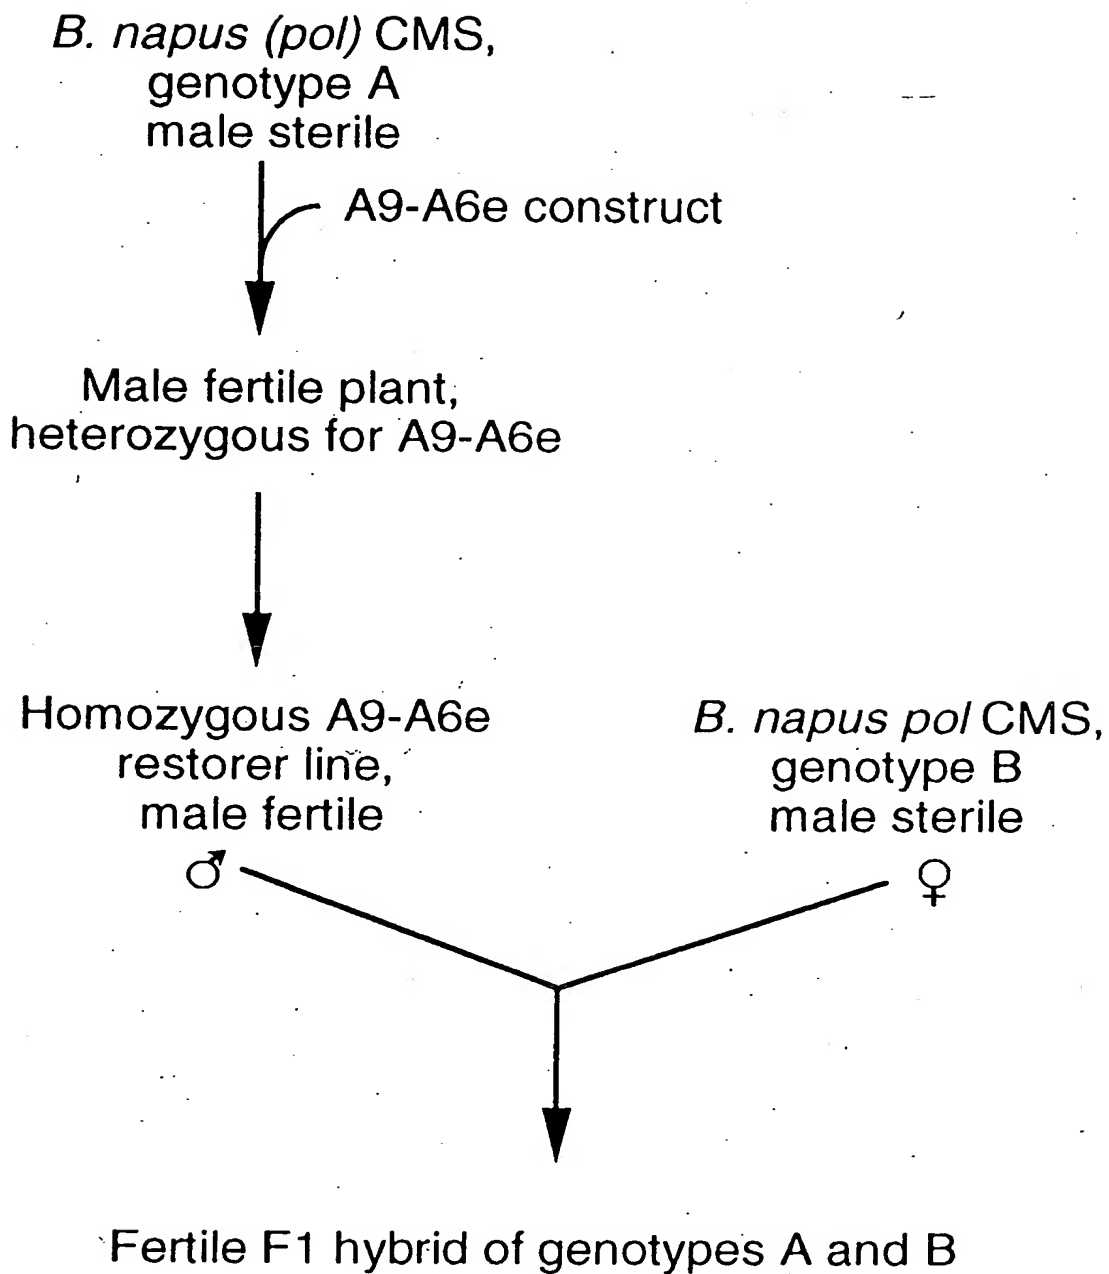 B. napus (pol) CMS,
genotype A
male sterile
A9-A6e construct
Male fertile plant,
heterozygous for A9-A6e
Homozygous A9-A6e
restorer line,
male fertile
♂
B. napus pol CMS,
genotype B
male sterile
♀
Fertile F1 hybrid of genotypes A and B